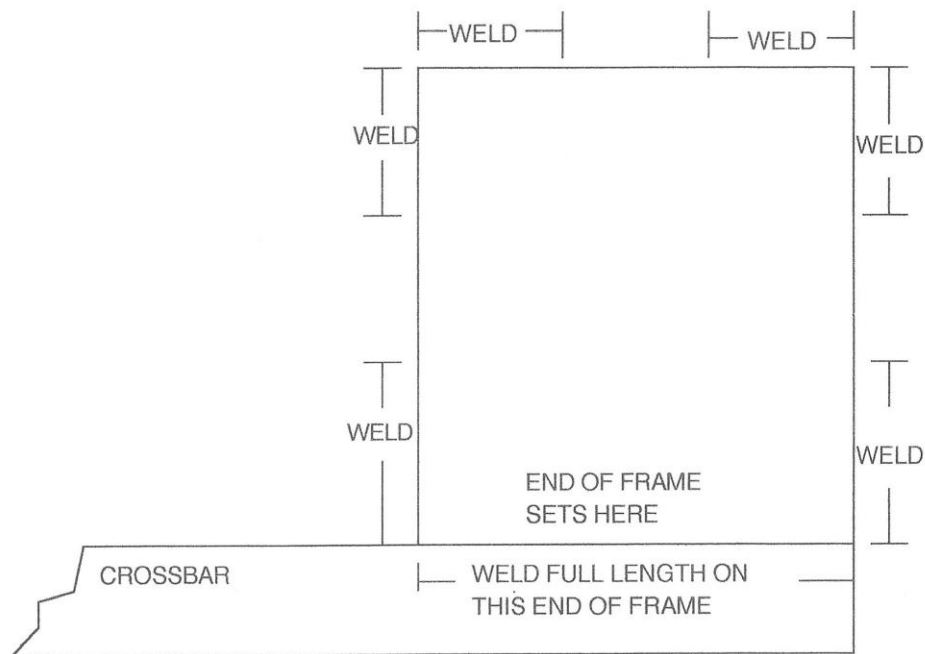 WELD
WELD
WELD
WELD
WELD
WELD
END OF FRAME
SETS HERE
CROSSBAR
WELD FULL LENGTH ON
THIS END OF FRAME